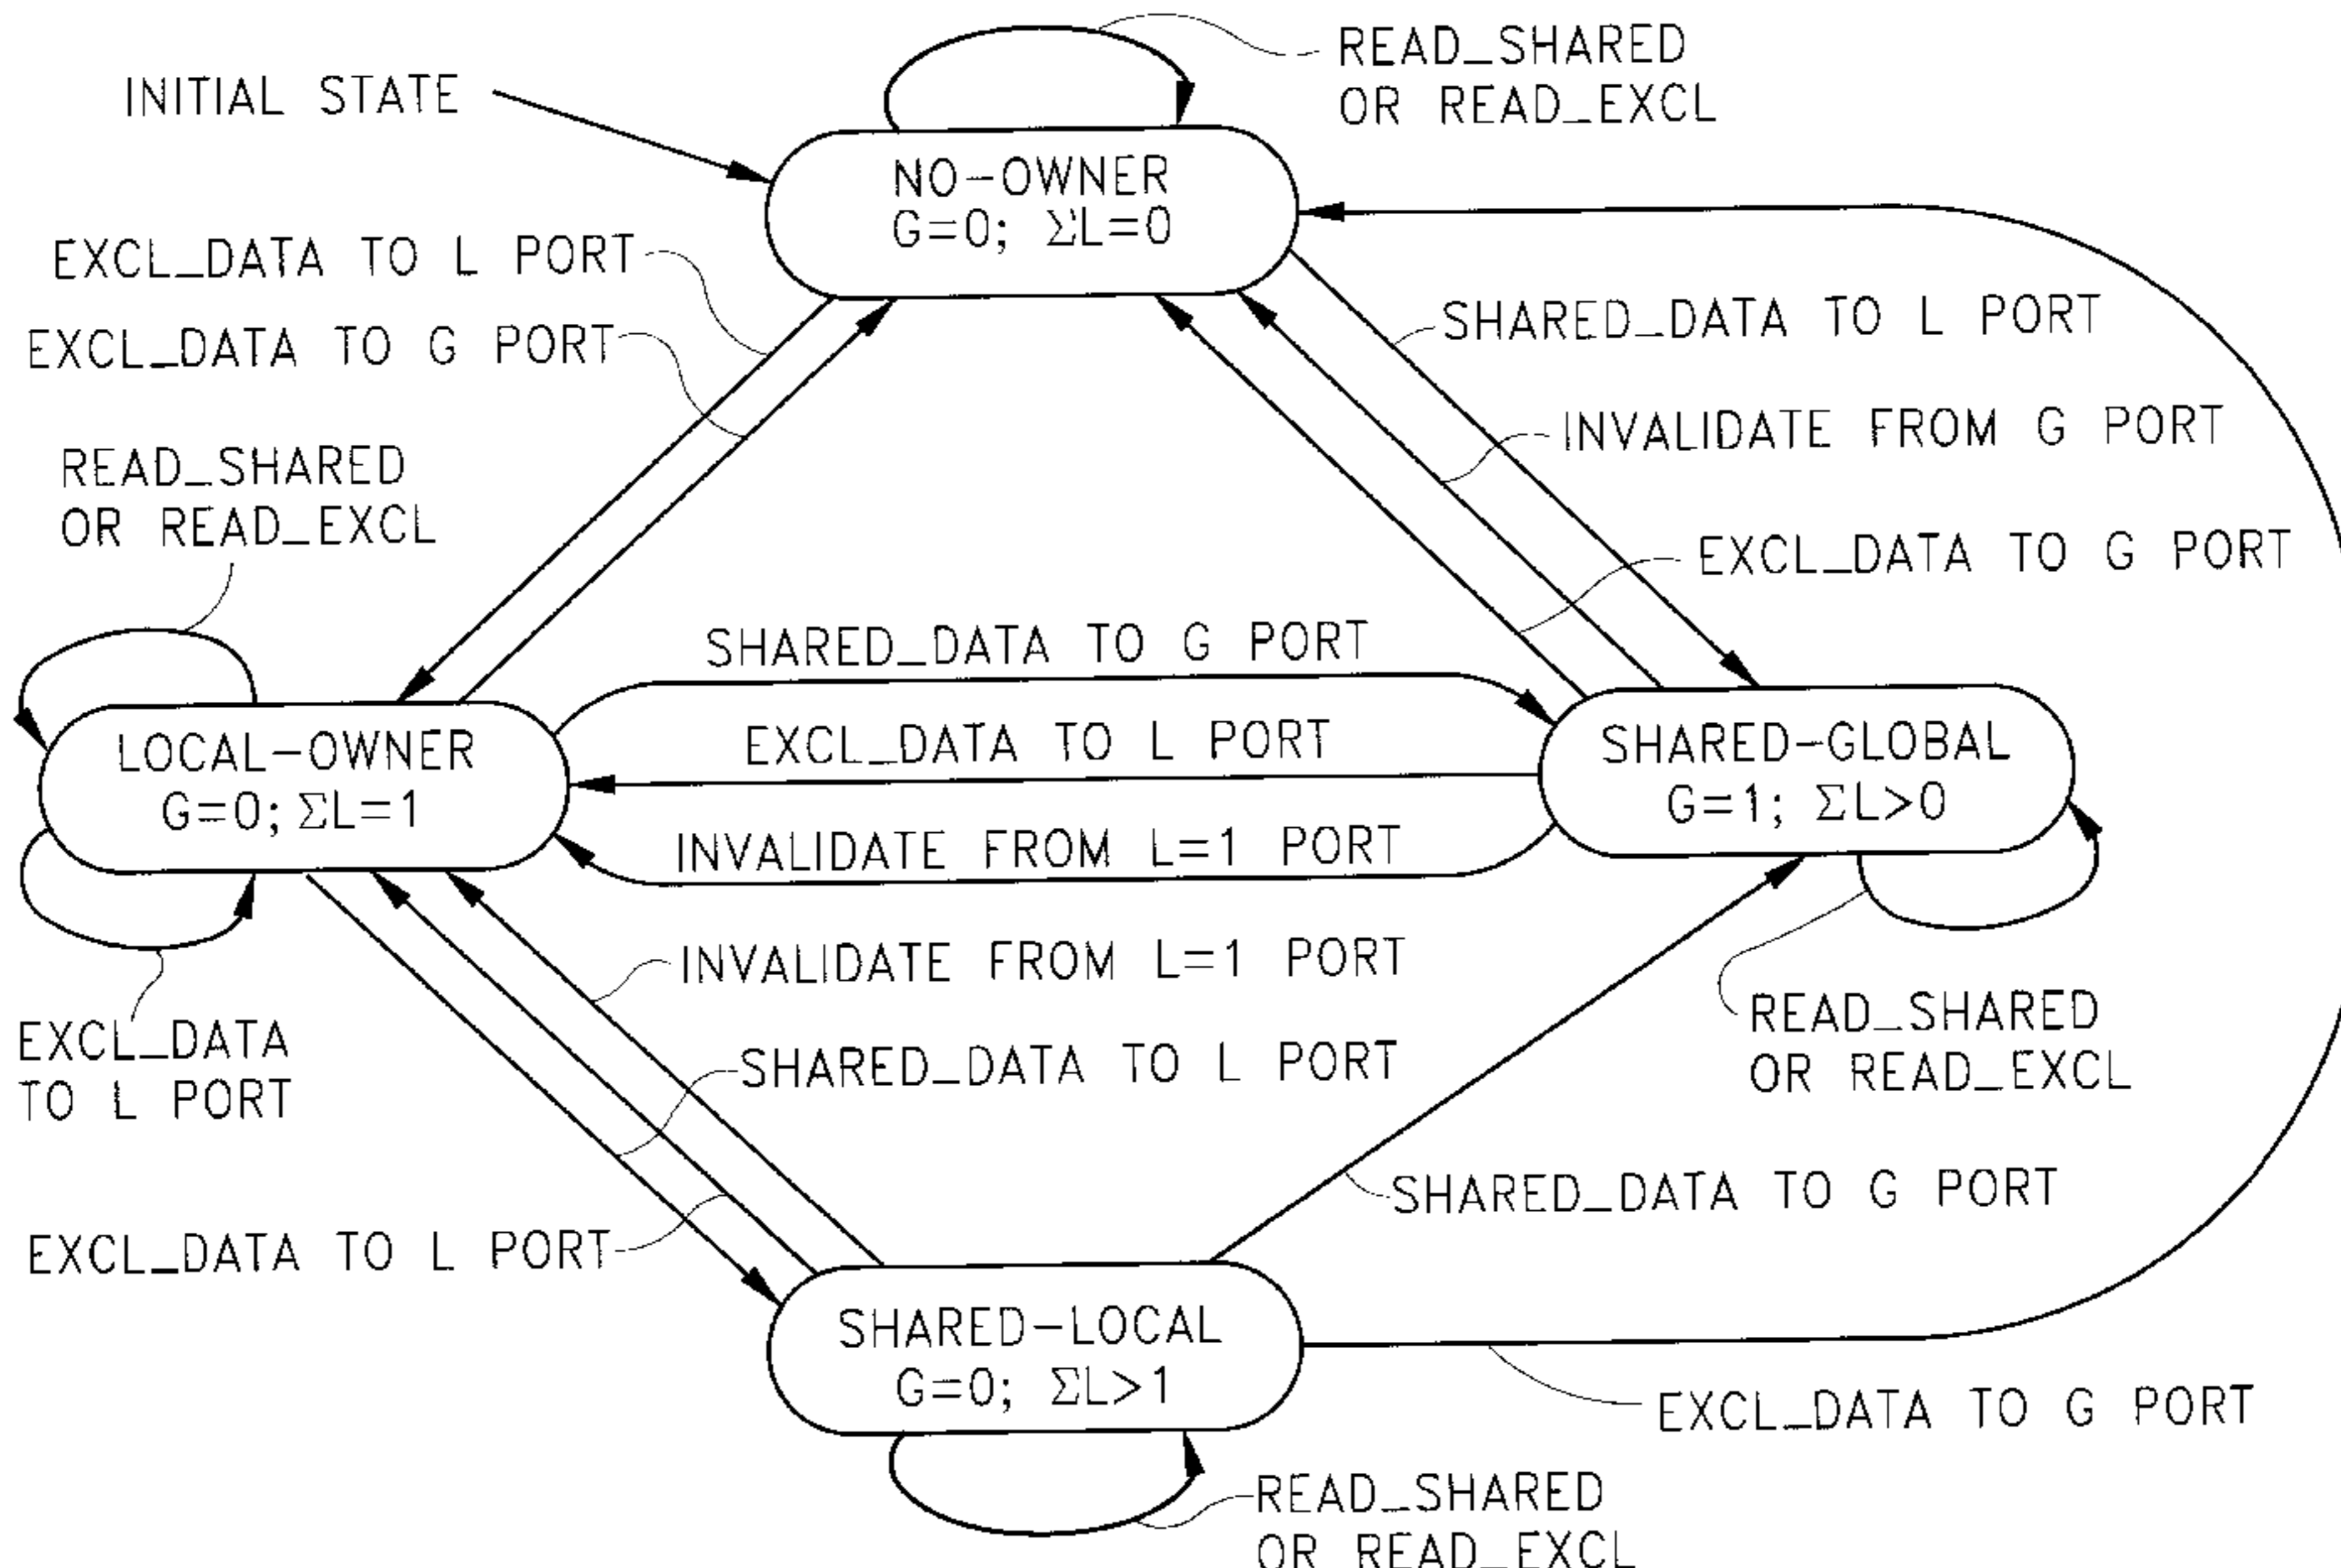 READ_SHARED
OR READ_EXCL
INITIAL STATE
NO-OWNER
G=0; ΣL=0
EXCL_DATA TO L PORT
EXCL_DATA TO G PORT
SHARED_DATA TO L PORT
INVALIDATE FROM G PORT
EXCL_DATA TO G PORT
READ_SHARED
OR READ_EXCL
SHARED_DATA TO G PORT
EXCL_DATA TO L PORT
INVALIDATE FROM L=1 PORT
LOCAL-OWNER
G=0; ΣL=1
SHARED-GLOBAL
G=1; ΣL>0
INVALIDATE FROM L=1 PORT
SHARED_DATA TO L PORT
EXCL_DATA
TO L PORT
READ_SHARED
OR READ_EXCL
SHARED_DATA TO G PORT
EXCL_DATA TO L PORT
SHARED-LOCAL
G=0; ΣL>1
EXCL_DATA TO G PORT
READ_SHARED
OR READ_EXCL